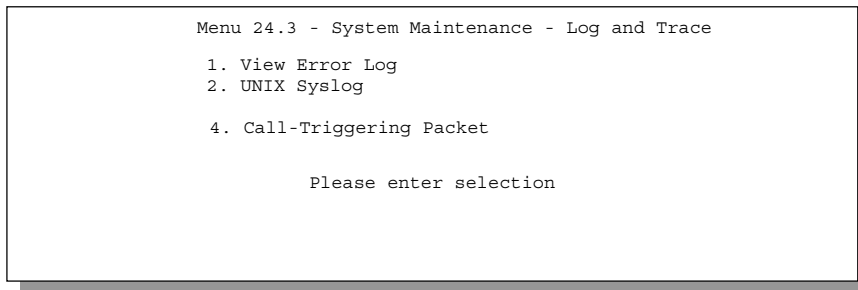 Menu 24.3 - System Maintenance - Log and Trace
1. View Error Log
2. UNIX Syslog
4. Call-Triggering Packet
Please enter selection